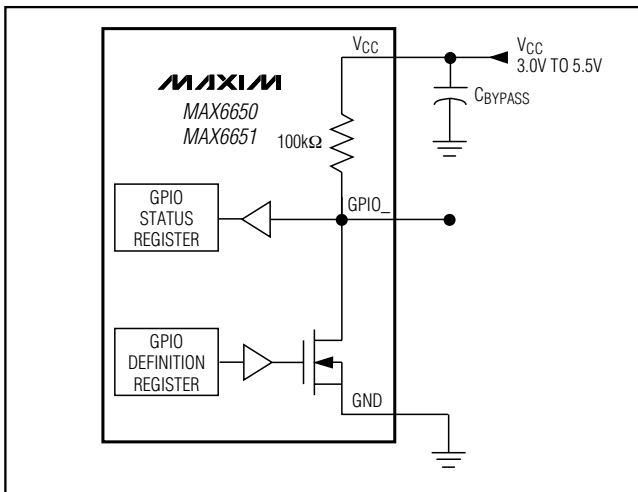 VCC
VCC
3.0V TO 5.5V
MAXIM
MAX6650
MAX6651
CBYPASS
100kΩ
GPIO
STATUS
REGISTER
GPIO_
GPIO
DEFINITION
REGISTER
GND